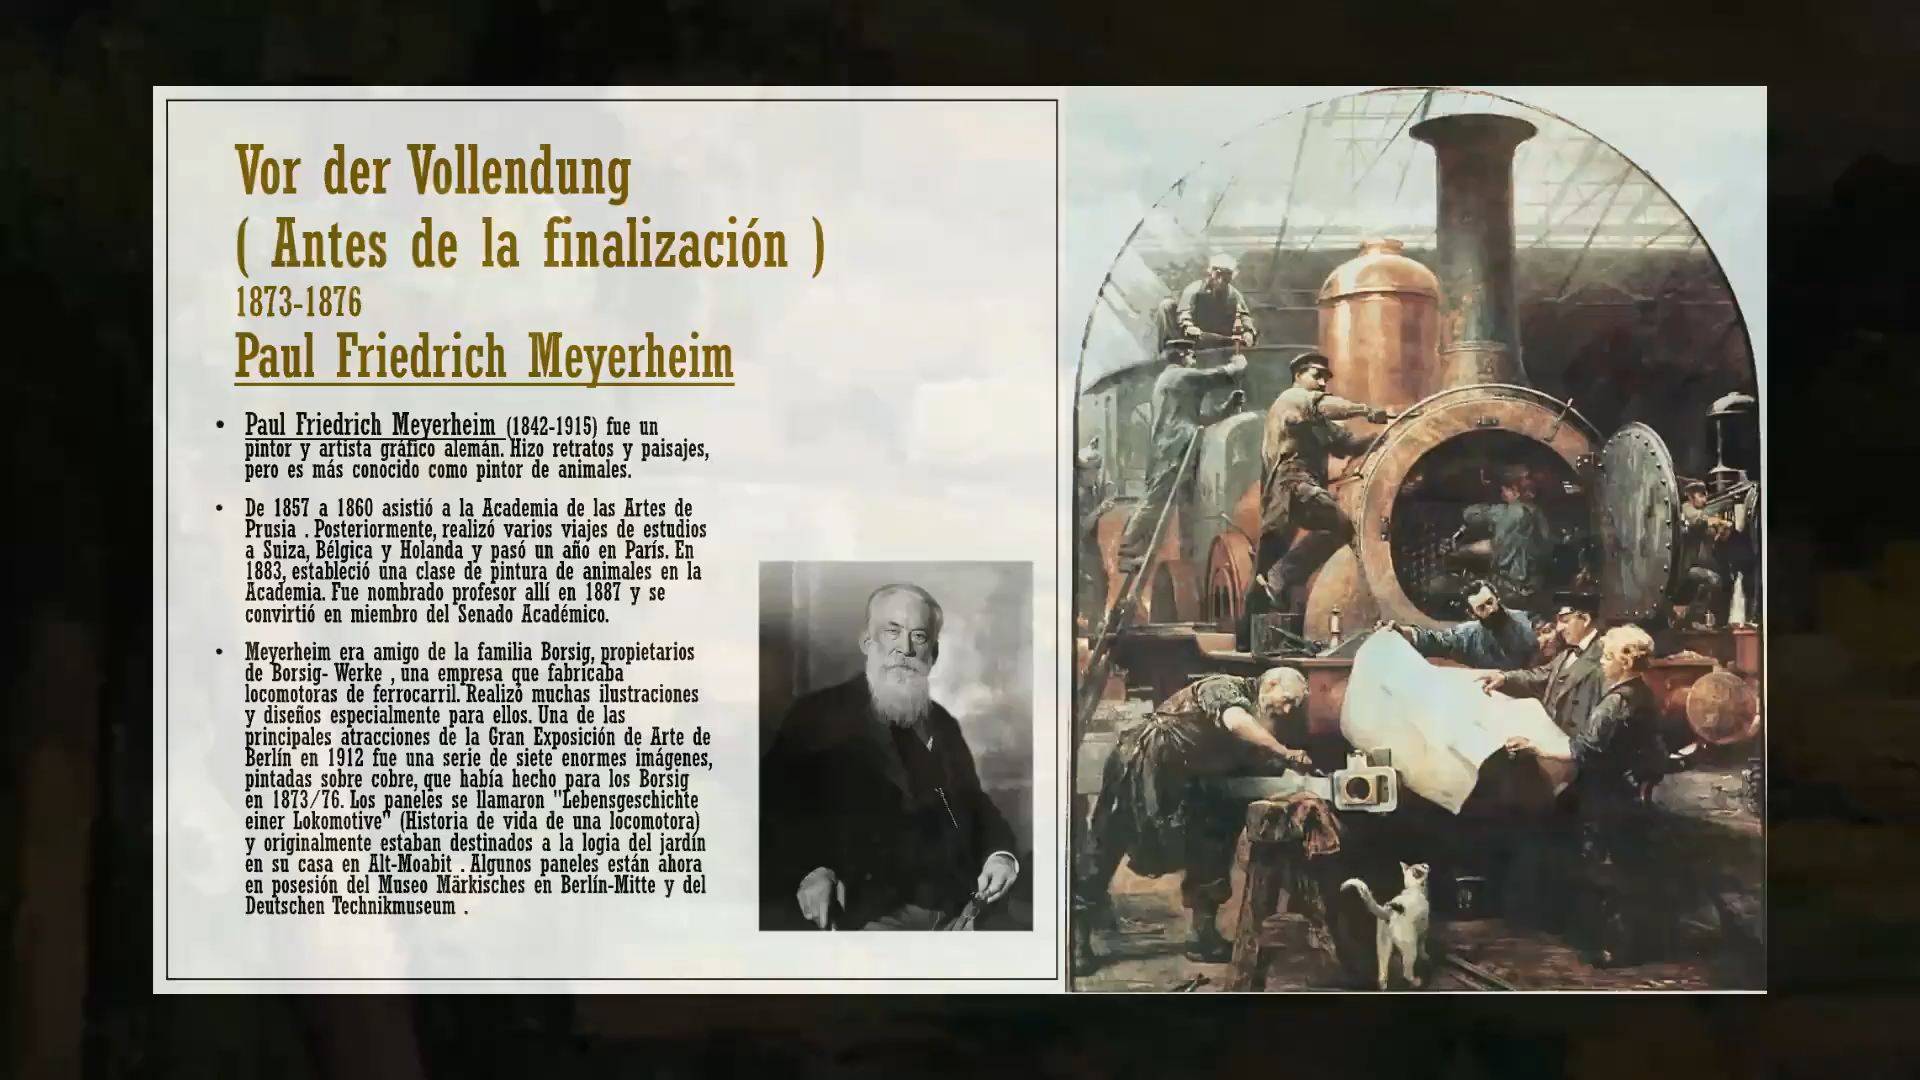 Vor der Vollendung
( Antes de la finalización )
1873-1876
Paul Friedrich Meyerheim
• Paul Friedrich Meyerheim (1842-1915) fue un
pintor y artista gráfico alemán. Hizo retratos y paisajes,
pero es más conocido como pintor de animales.
• De 1857 a 1860 asistió a la Academia de las Artes de
Prusia . Posteriormente, realizó varios viajes de estudios
a Suiza, Bélgica y Holanda y pasó un año en París. En
1883, estableció una clase de pintura de animales en la
Academia. Fue nombrado profesor allí en 1887 y se
convirtió en miembro del Senado Académico.
• Meyerheim era amigo de la familia Borsig, propietarios
de Borsig- Werke , una empresa que fabricaba
locomotoras de ferrocarril. Realizó muchas ilustraciones
y diseños especialmente para ellos. Una de las
principales atracciones de la Gran Exposición de Arte de
Berlín en 1912 fue una serie de siete enormes imágenes,
pintadas sobre cobre, que había hecho para los Borsig
en 1873/76. Los paneles se llamaron "Lebensgeschichte
einer Lokomotive" (Historia de vida de una locomotora)
y originalmente estaban destinados a la logia del jardín
en su casa en Alt-Moabit . Algunos paneles están ahora
en posesión del Museo Märkisches en Berlín-Mitte y del
Deutschen Technikmuseum .